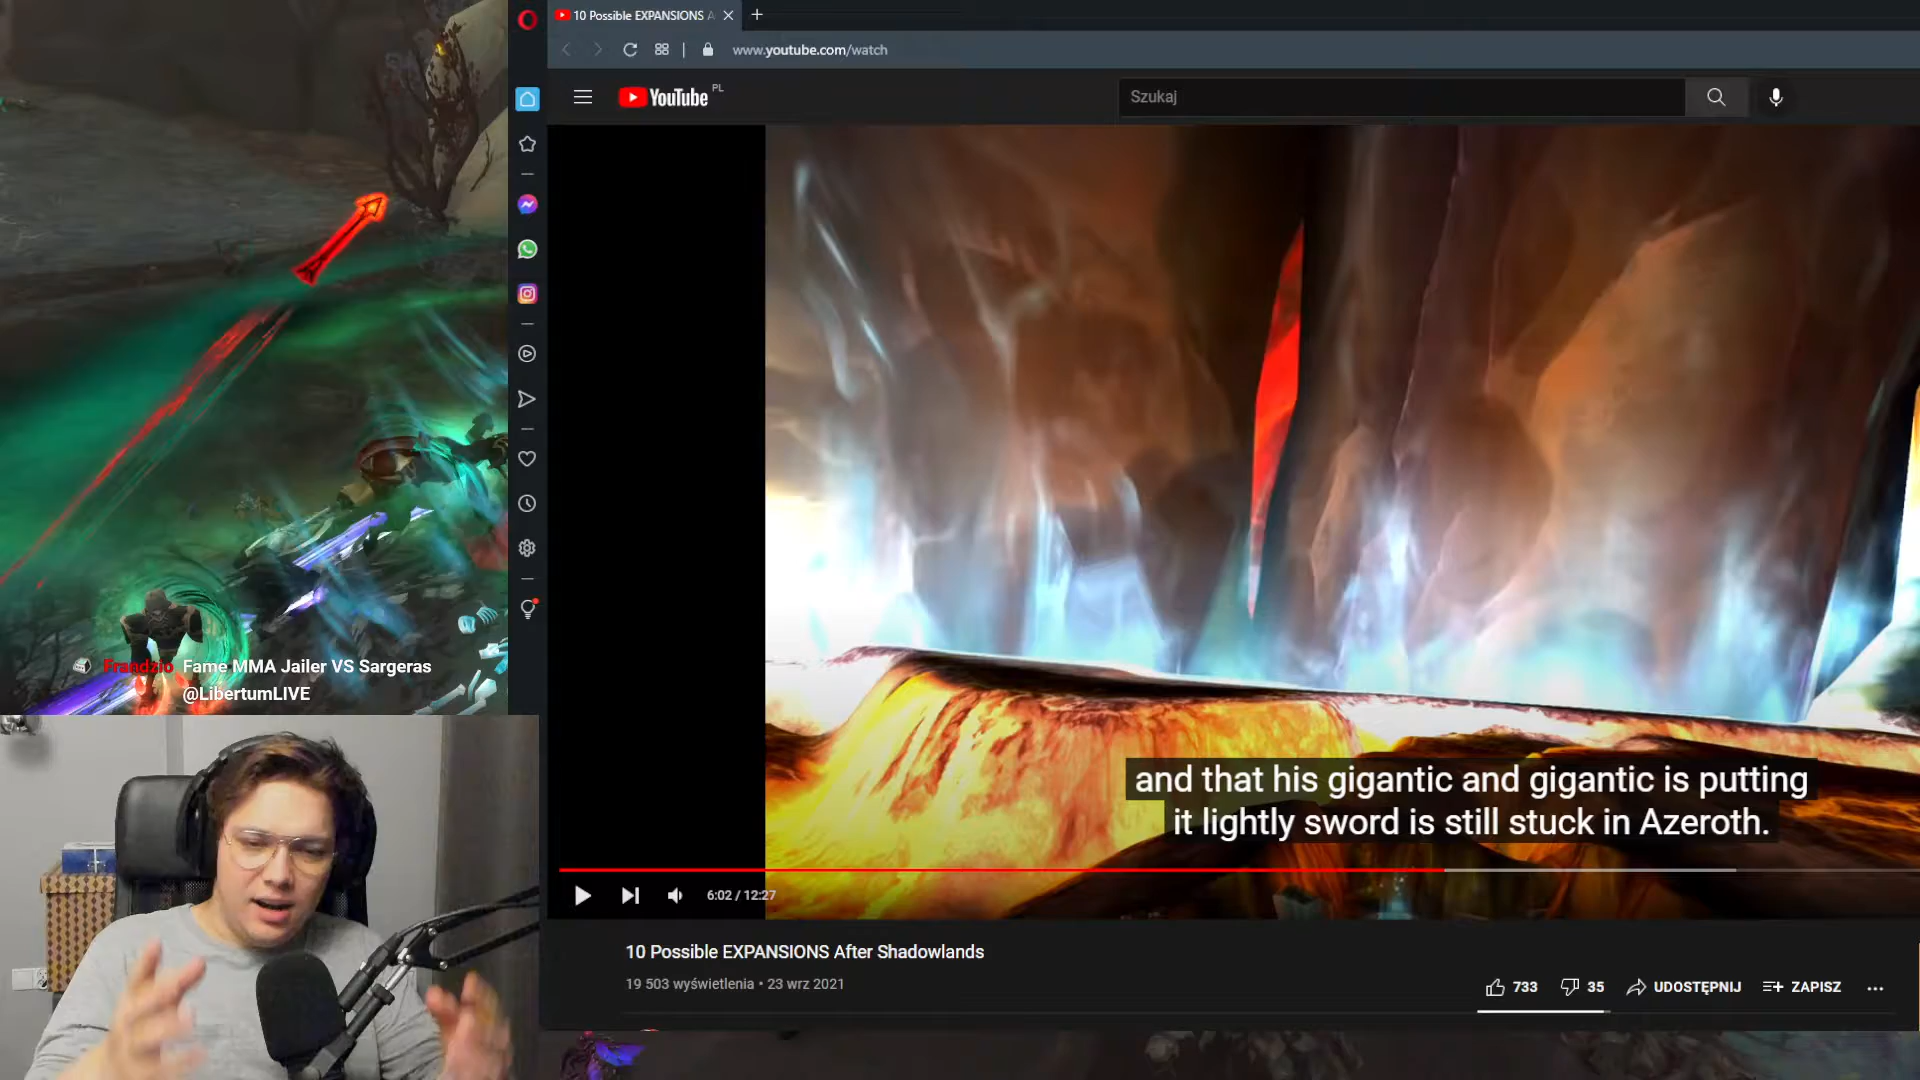 10 Possible EXPANSIONS A
www.youtube.com/watch
YouTube PL
Szukaj
Frandzio Fame MMA Jailer VS Sargeras
@LibertumLIVE
and that his gigantic and gigantic is putting
it lightly sword is still stuck in Azeroth.
6:02 / 12:27
10 Possible EXPANSIONS After Shadowlands
19 503 wyświetlenia • 23 wrz 2021
733
35
UDOSTĘPNIJ
ZAPISZ